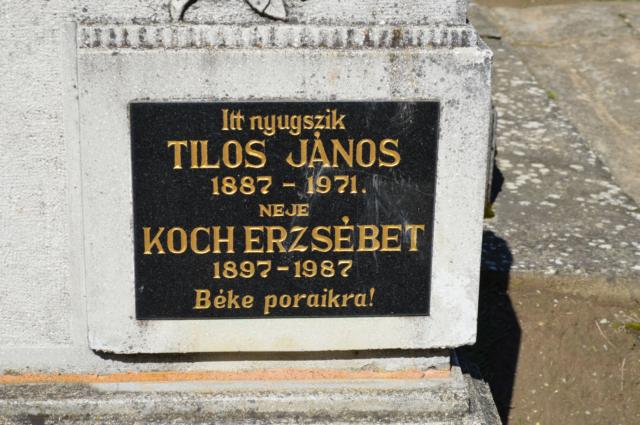 Itt nyugszik
TILOS JÁNOS
1887 - 1971.
NEJE
KOCH ERZSÉBET
1897 - 1987
Béke poraikra!